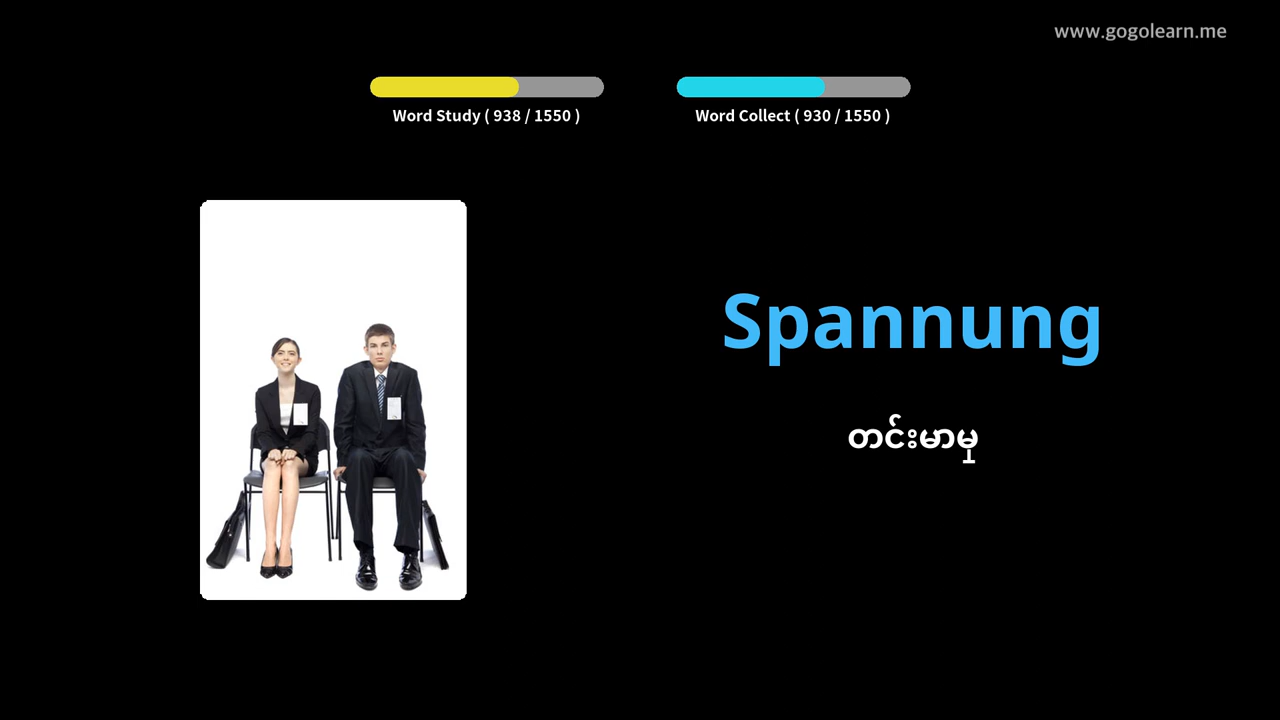 www.gogolearn.me
Word Study ( 938 / 1550 )
Word Collect ( 930 / 1550 )
Spannung
တင်းမာမှု